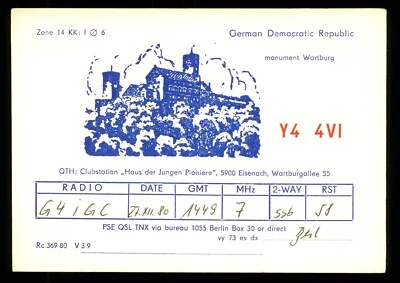 Zone 14 KK: I Ø 6
German Democratic Republic
monument Wartburg
Y4 4VI
QTH: Clubstation „Haus der Jungen Pioniere", 5900 Eisenach, Wartburgallee 55
RADIO DATE GMT MHz 2-WAY RST
G4iGC 27.XII.80 1449 7 ssb 58
PSE QSL TNX via bureau 1055 Berlin Box 30 or direct
vy 73 es dx
Rc 369 80 V 3 9